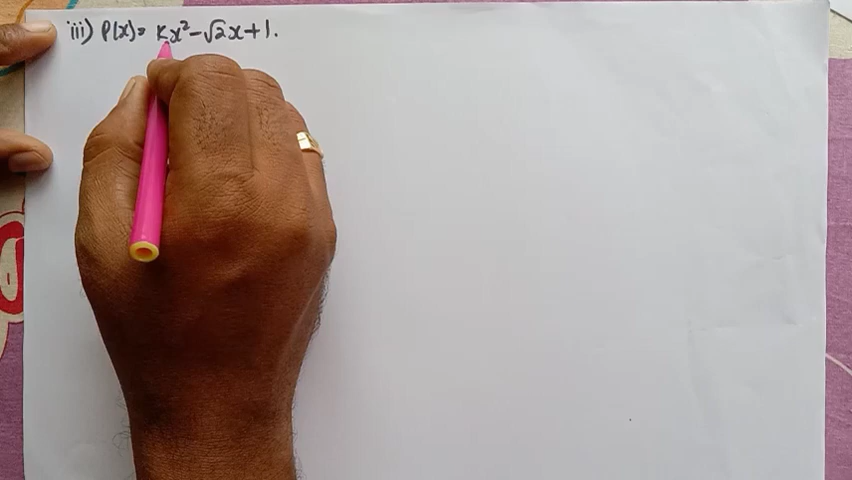 iii) P(x)= kx²-√2x+1.